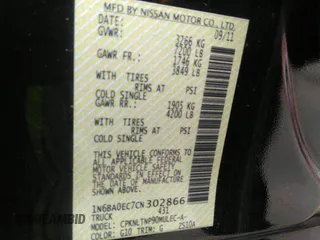 MFD BY NISSAN MOTOR CO., LTD.
DATE: 09/11
GVWR: 3266 KG
7200 LB
GAWR FR: 1746 KG
3849 LB
WITH TIRES
RIMS AT PSI
COLD SINGLE
GAWR RR: 1905 KG
4200 LB
WITH TIRES
RIMS AT PSI
COLD SINGLE
THIS VEHICLE CONFORMS TO ALL
APPLICABLE FEDERAL MOTOR VEHICLE
SAFETY STANDARDS IN EFFECT ON
THE DATE OF MANUFACTURE SHOWN
ABOVE.
1N6BA0EC7CN302866
TRUCK 431
MODEL: CPKNLTNP90MULEC-A-
COLOR: G10 TRIM: G